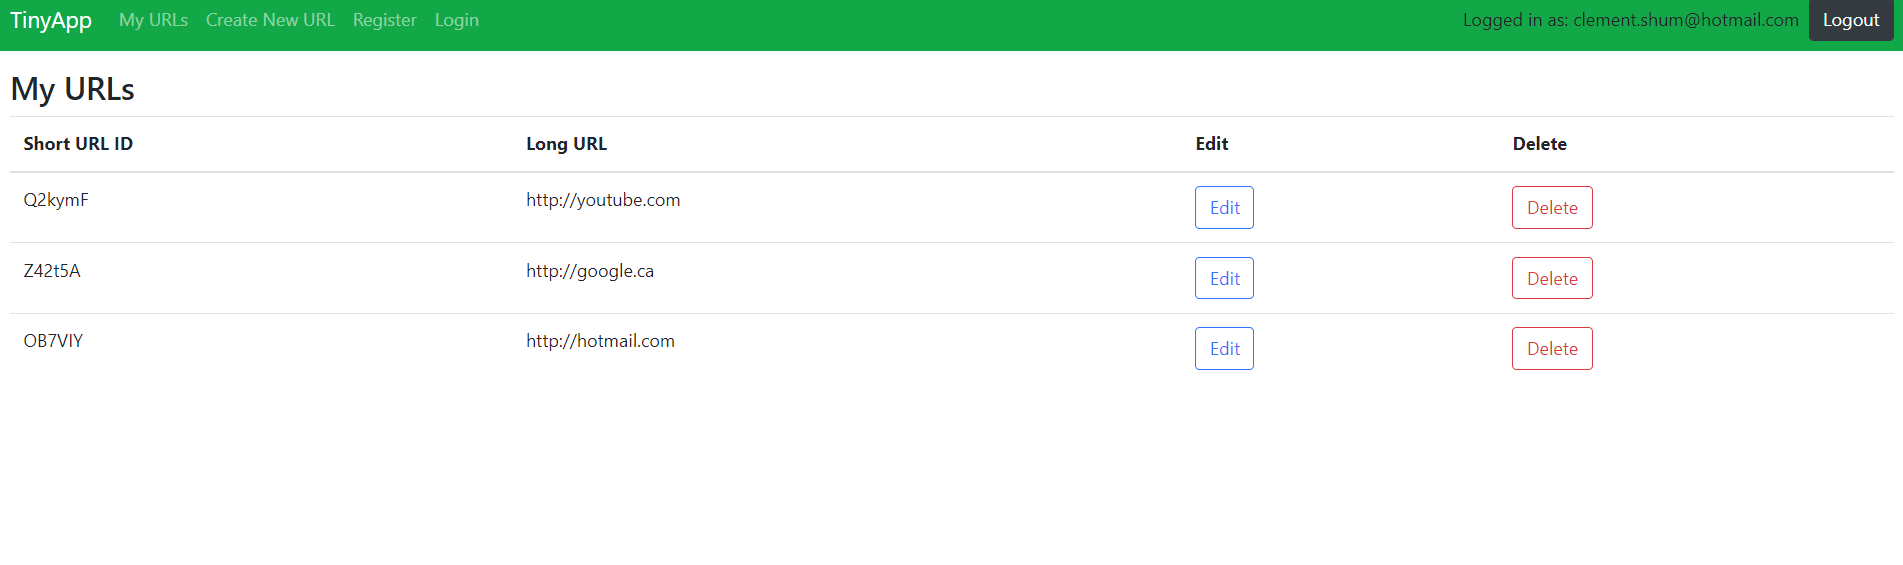 TinyApp My URLs Create New URL Register Login Logged in as: clement.shum@hotmail.com Logout
My URLs
Short URL ID Long URL Edit Delete
Q2kymF http://youtube.com Edit Delete
Z42t5A http://google.ca Edit Delete
OB7VIY http://hotmail.com Edit Delete